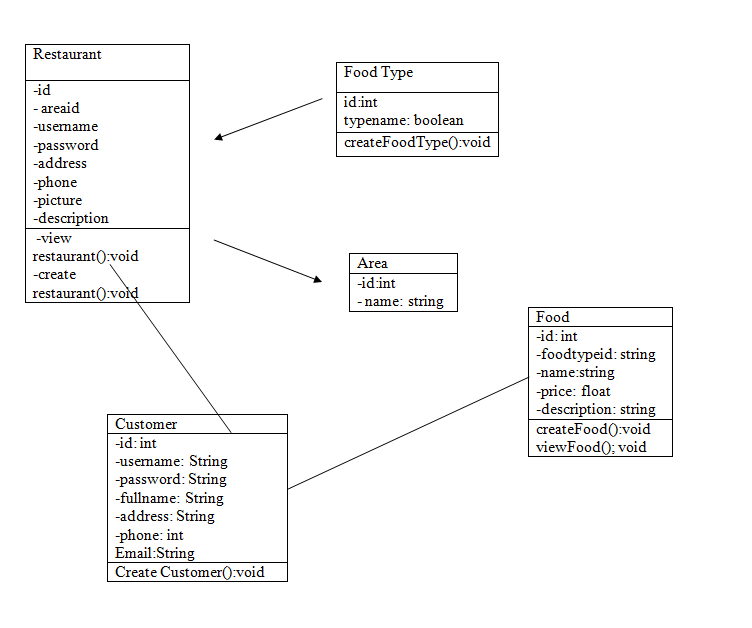 Restaurant
-id
- areaid
-username
-password
-address
-phone
-picture
-description
-view
restaurant():void
-create
restaurant():void
Food Type
id:int
typename: boolean
createFoodType():void
Area
-id:int
- name: string
Food
-id: int
-foodtypeid: string
-name:string
-price: float
-description: string
createFood():void
viewFood(); void
Customer
-id: int
-username: String
-password: String
-fullname: String
-address: String
-phone: int
Email:String
Create Customer():void